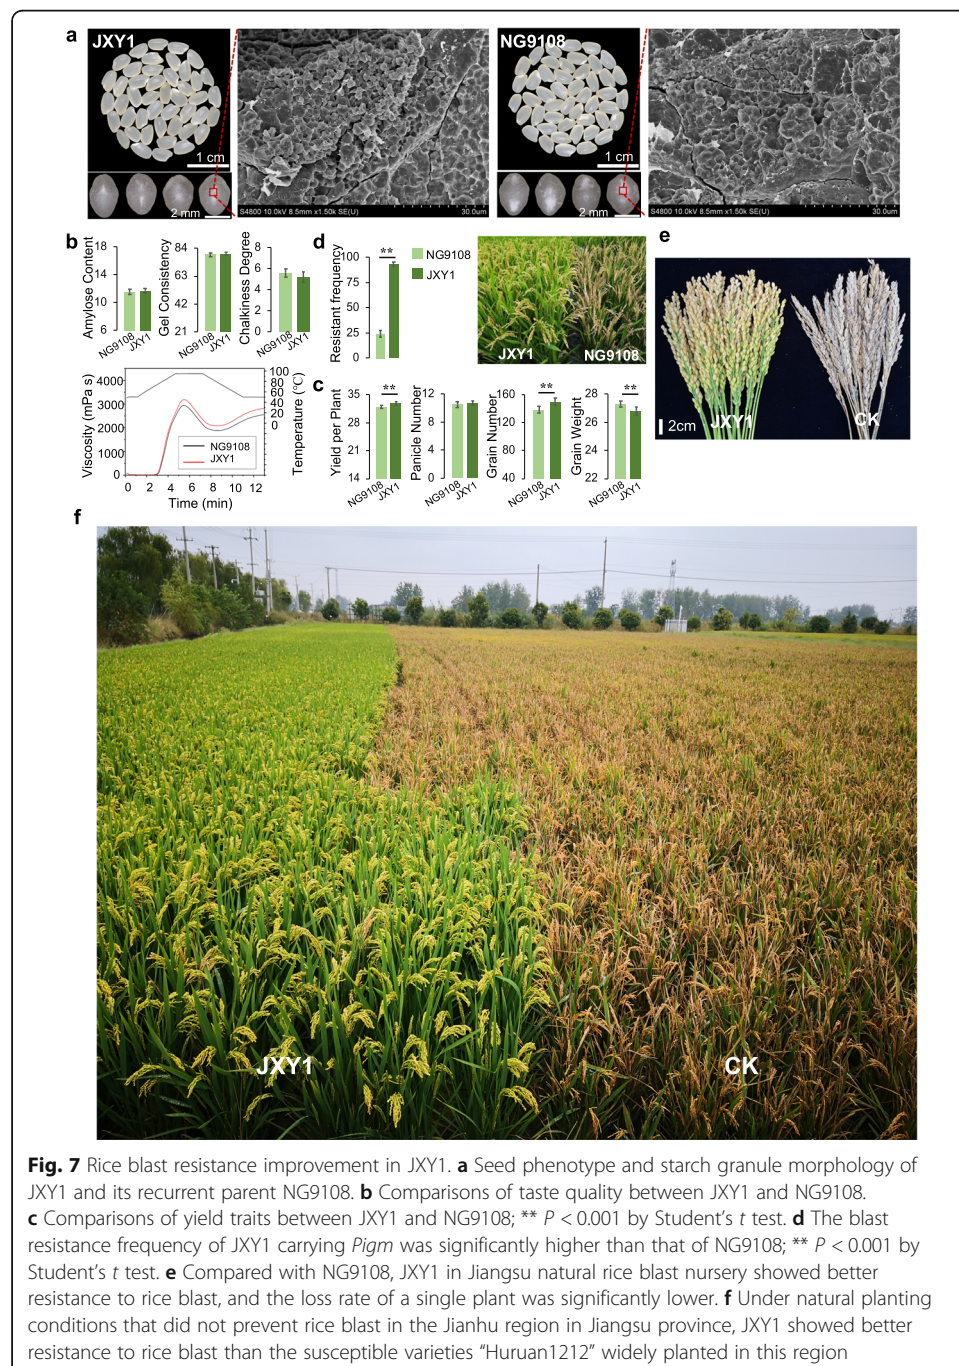 a
JXY1
1 cm
2 mm
S4800 10.0kV 8.5mm x1.50k SE(U)
30.0um
NG9108
1 cm
2 mm
S4800 10.0kV 8.5mm x1.50k SE(U)
30.0um
b
Amylose Content
18
14
10
6
NG9108
JXY1
Gel Consistency
84
63
42
21
NG9108
JXY1
Chalkiness Degree
8
6
4
2
0
NG9108
JXY1
Viscosity (mPa s)
4000
3000
2000
1000
0
0 2 4 6 8 10 12
Time (min)
100
80
60
40
20
0
Temperature (℃)
NG9108
JXY1
d
Resistant frequency
100
75
50
25
0
**
NG9108
JXY1
JXY1
NG9108
c
Yield per Plant
35
28
21
14
**
NG9108
JXY1
Panicle Number
12
8
4
0
NG9108
JXY1
Grain Number
160
120
80
40
**
NG9108
JXY1
Grain Weight
28
26
24
22
**
NG9108
JXY1
e
JXY1
CK
2cm
f
JXY1
CK
Fig. 7 Rice blast resistance improvement in JXY1. a Seed phenotype and starch granule morphology of
JXY1 and its recurrent parent NG9108. b Comparisons of taste quality between JXY1 and NG9108.
c Comparisons of yield traits between JXY1 and NG9108; ** P < 0.001 by Student's t test. d The blast
resistance frequency of JXY1 carrying Pigm was significantly higher than that of NG9108; ** P < 0.001 by
Student's t test. e Compared with NG9108, JXY1 in Jiangsu natural rice blast nursery showed better
resistance to rice blast, and the loss rate of a single plant was significantly lower. f Under natural planting
conditions that did not prevent rice blast in the Jianhu region in Jiangsu province, JXY1 showed better
resistance to rice blast than the susceptible varieties "Huruan1212" widely planted in this region